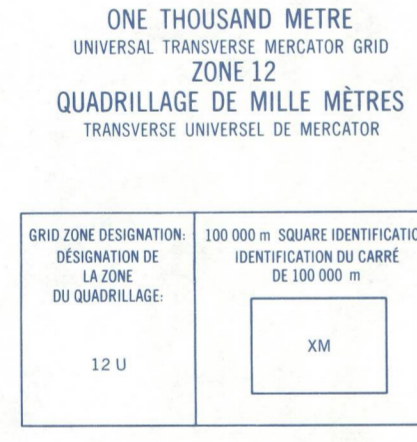 ONE THOUSAND METRE
UNIVERSAL TRANSVERSE MERCATOR GRID
ZONE 12
QUADRILLAGE DE MILLE MÈTRES
TRANSVERSE UNIVERSEL DE MERCATOR
GRID ZONE DESIGNATION:
DÉSIGNATION DE
LA ZONE
DU QUADRILLAGE:
12 U
100 000 m SQUARE IDENTIFICATIO
IDENTIFICATION DU CARRÉ
DE 100 000 m
XM